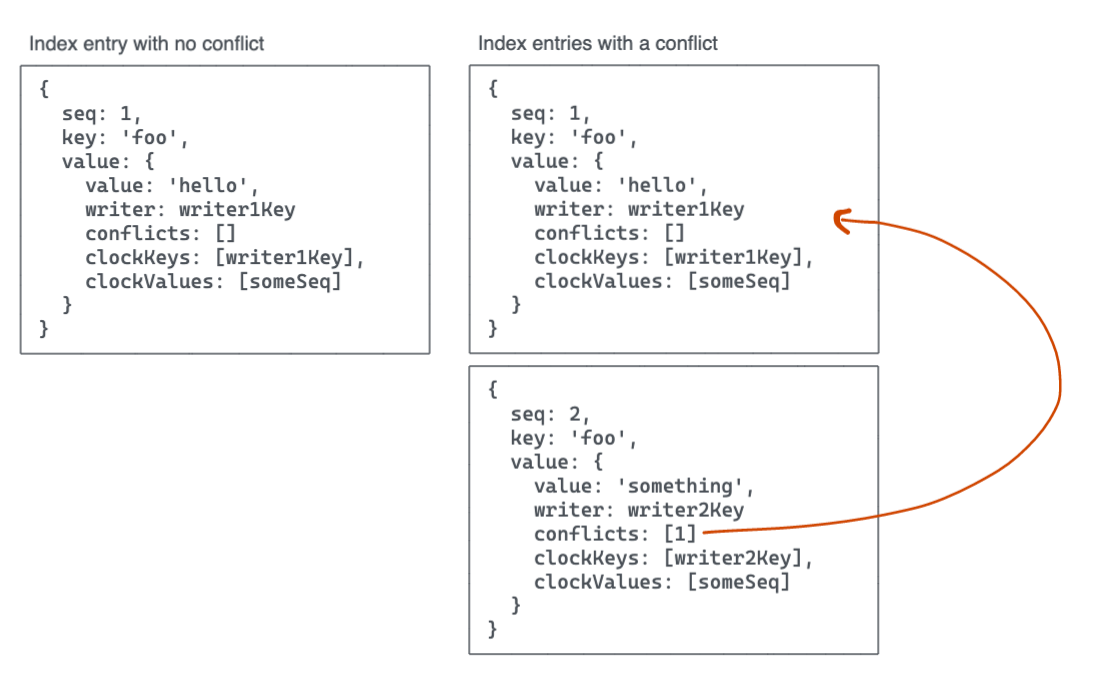 Index entry with no conflict
{
  seq: 1,
  key: 'foo',
  value: {
    value: 'hello',
    writer: writer1Key
    conflicts: []
    clockKeys: [writer1Key],
    clockValues: [someSeq]
  }
}
Index entries with a conflict
{
  seq: 1,
  key: 'foo',
  value: {
    value: 'hello',
    writer: writer1Key
    conflicts: []
    clockKeys: [writer1Key],
    clockValues: [someSeq]
  }
}
{
  seq: 2,
  key: 'foo',
  value: {
    value: 'something',
    writer: writer2Key
    conflicts: [1]
    clockKeys: [writer2Key],
    clockValues: [someSeq]
  }
}